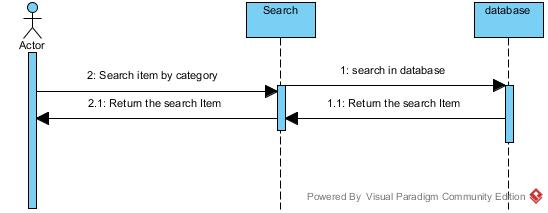 Search
database
Actor
2: Search item by category
1: search in database
2.1: Return the search Item
1.1: Return the search Item
Powered By Visual Paradigm Community Edition